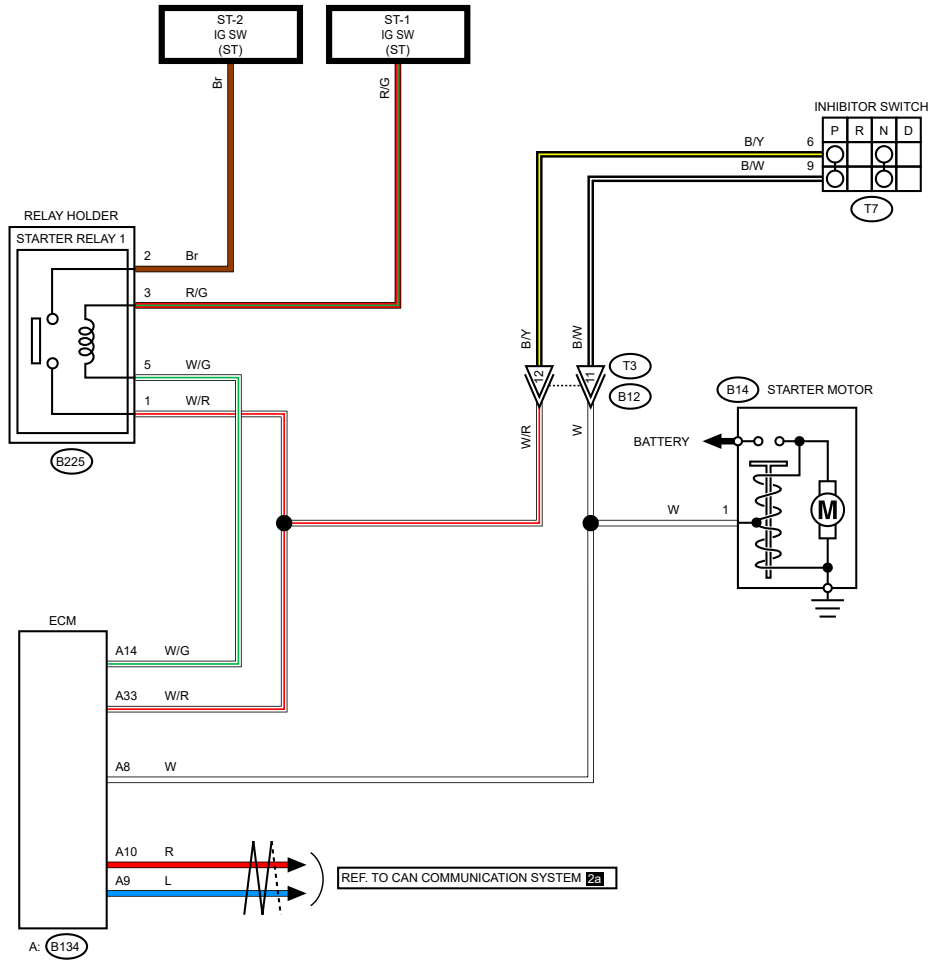 ST-2
IG SW
(ST)
ST-1
IG SW
(ST)
Br
R/G
INHIBITOR SWITCH
P R N D
B/Y 6
B/W 9
T7
RELAY HOLDER
STARTER RELAY 1
2 Br
3 R/G
5 W/G
1 W/R
B225
B/Y
B/W
12
11
T3
B12
W/R
W
B14 STARTER MOTOR
BATTERY
M
W 1
ECM
A14 W/G
A33 W/R
A8 W
A10 R
A9 L
REF. TO CAN COMMUNICATION SYSTEM 2a
A: B134